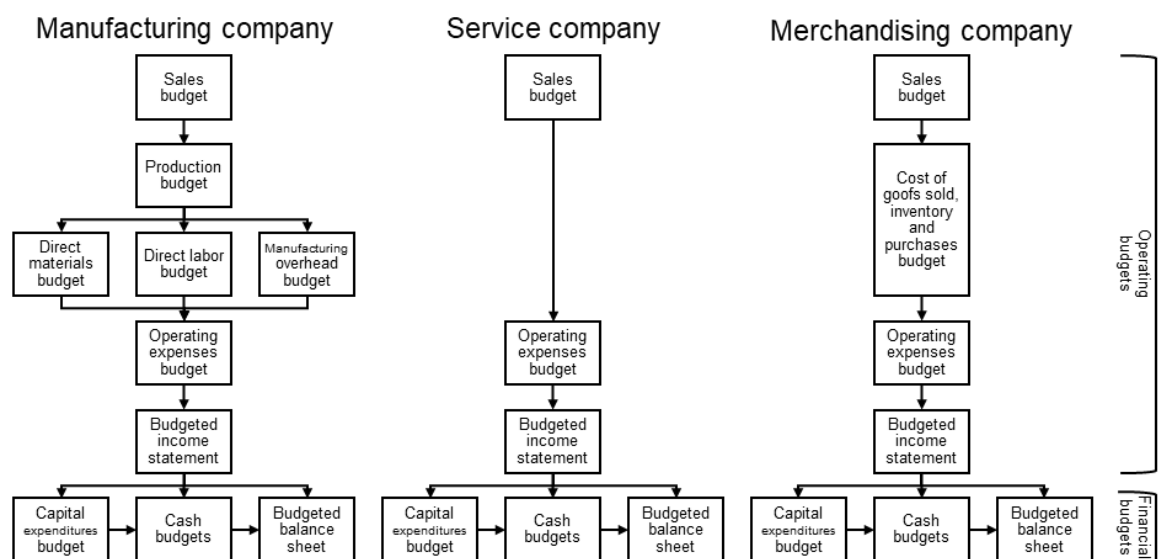 Manufacturing company
Service company
Merchandising company
Sales
budget
Sales
budget
Sales
budget
Production
budget
Cost of
goofs sold,
inventory
and
purchases
budget
Direct
materials
budget
Direct labor
budget
Manufacturing
overhead
budget
Operating
budgets
Operating
expenses
budget
Operating
expenses
budget
Operating
expenses
budget
Budgeted
income
statement
Budgeted
income
statement
Budgeted
income
statement
Capital
expenditures
budget
Cash
budgets
Budgeted
balance
sheet
Capital
expenditures
budget
Cash
budgets
Budgeted
balance
sheet
Capital
expenditures
budget
Cash
budgets
Budgeted
balance
sheet
Financial
budgets